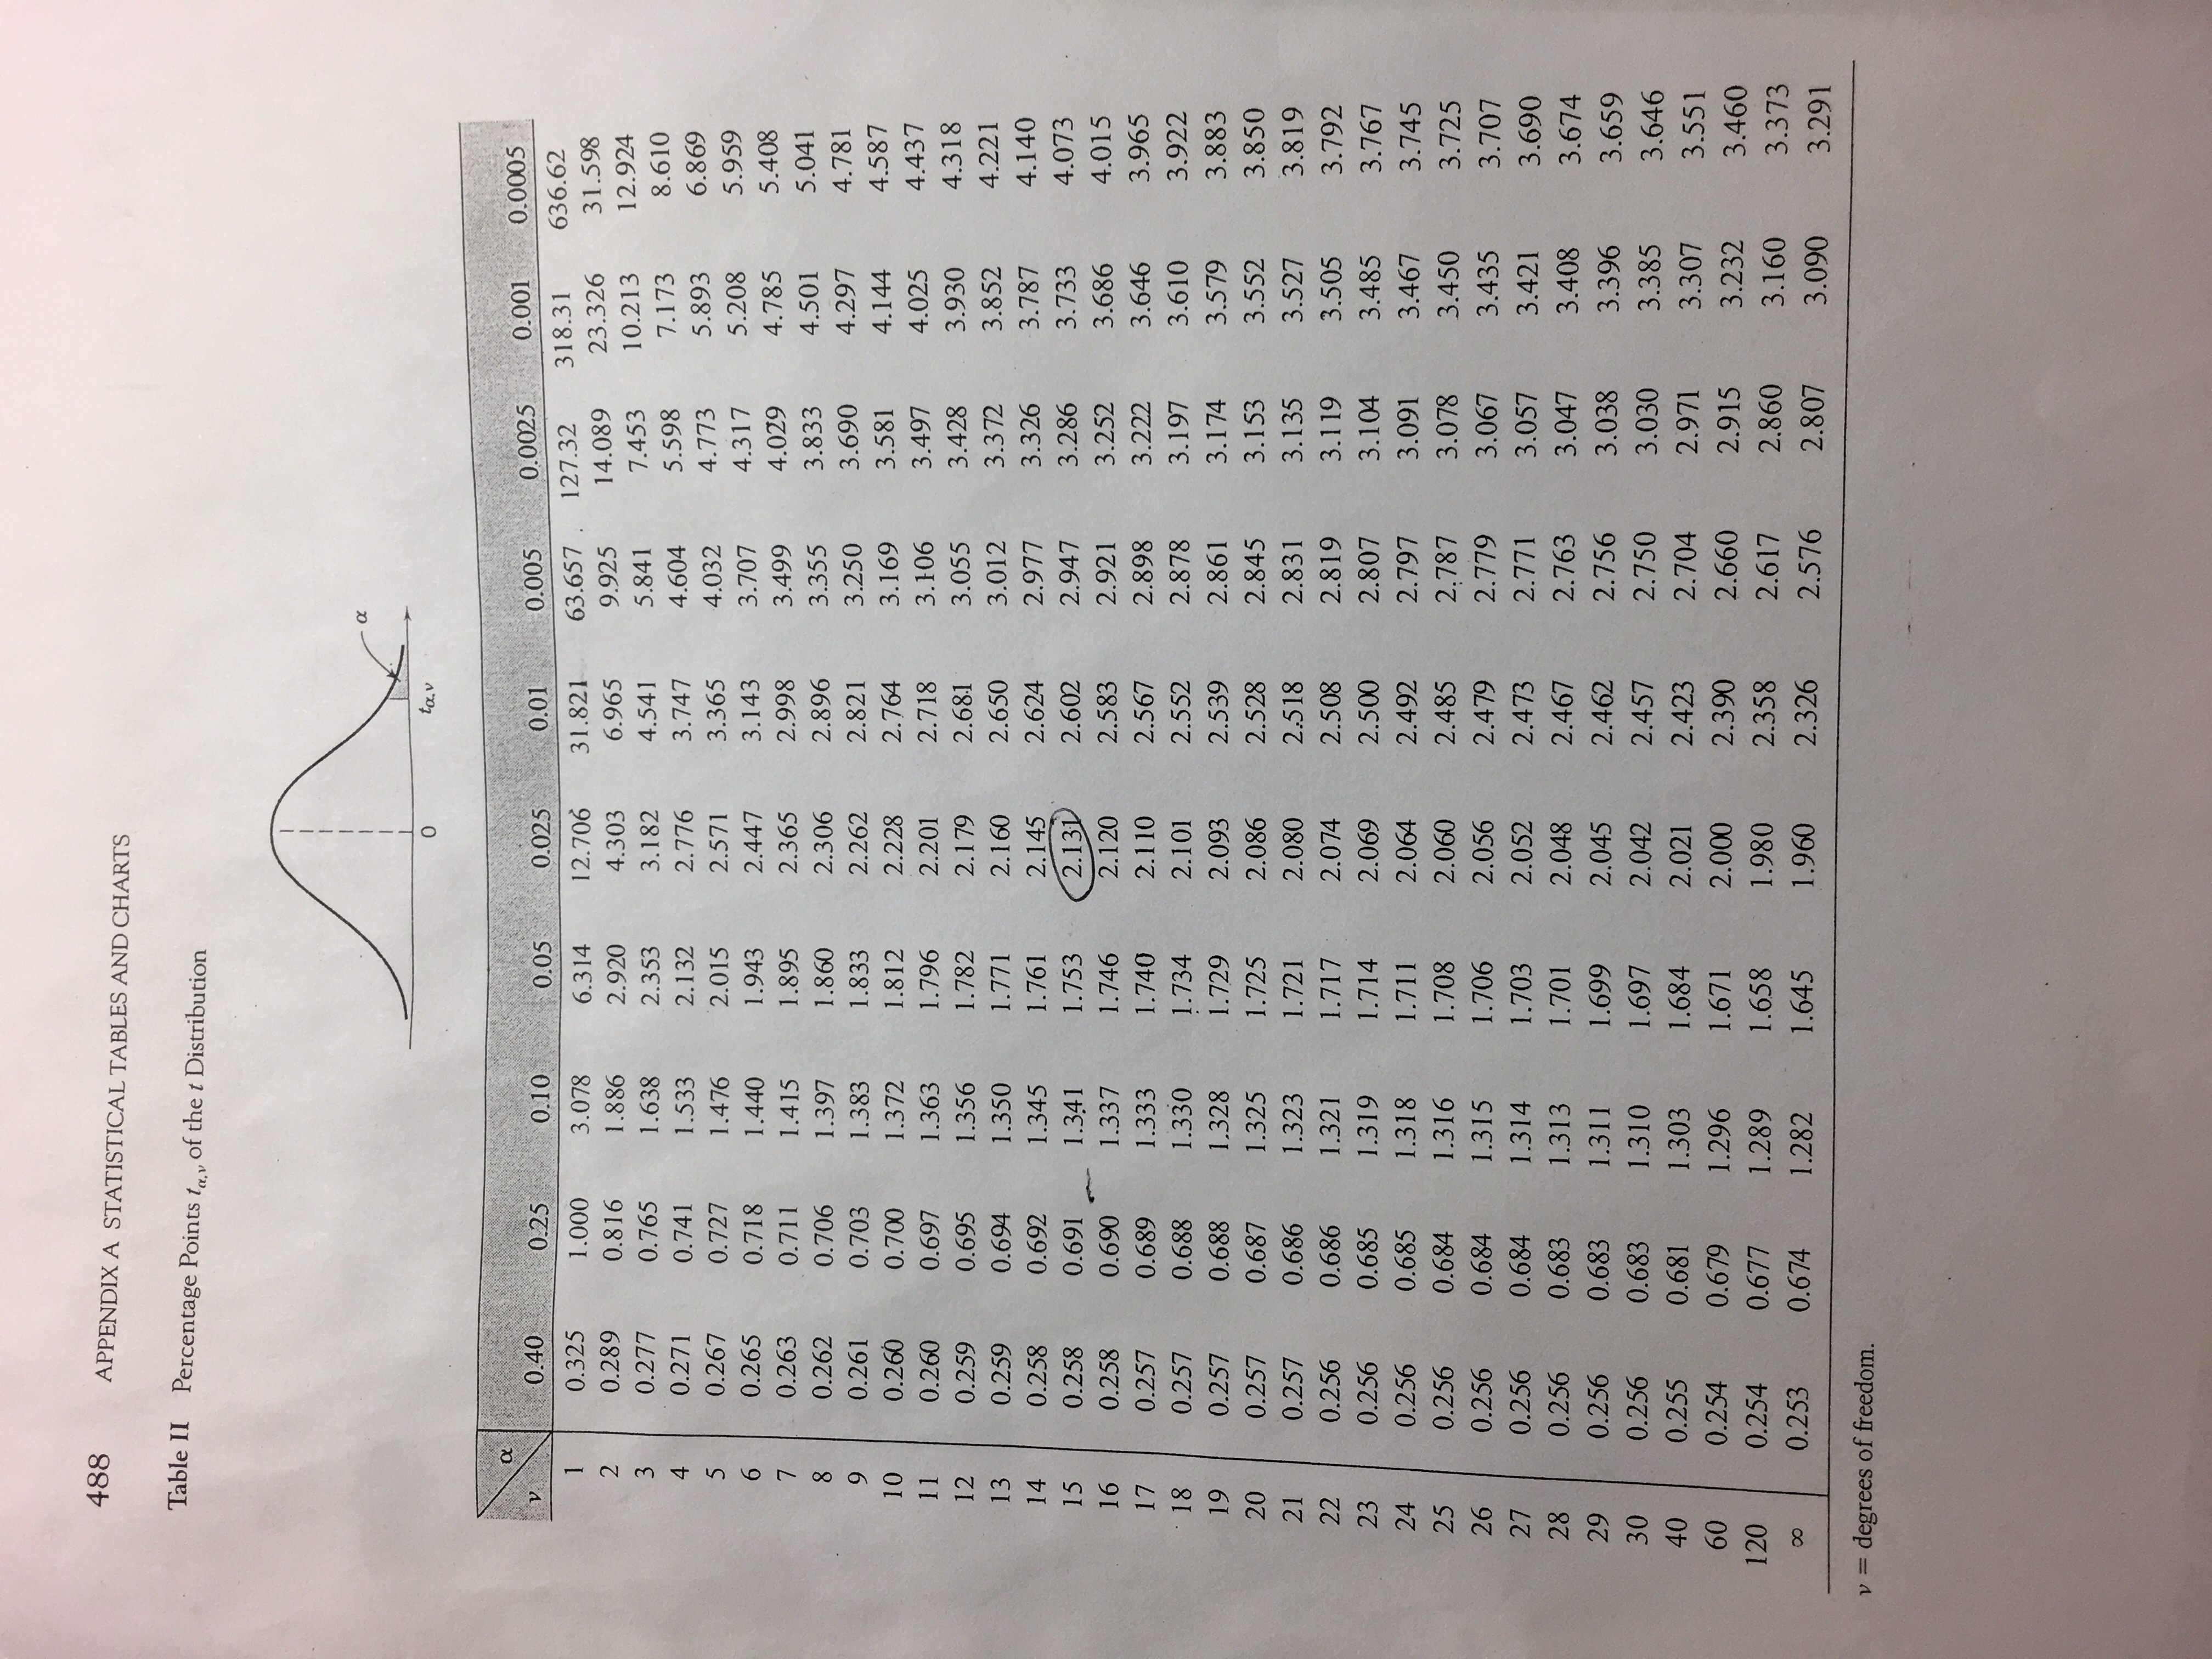 488 APPENDIX A STATISTICAL TABLES AND CHARTS
Table II Percentage Points tα,ν of the t Distribution
α
0 tα,ν
α
ν 0.40 0.25 0.10 0.05 0.025 0.01 0.005 0.0025 0.001 0.0005
1 0.325 1.000 3.078 6.314 12.706 31.821 63.657 127.32 318.31 636.62
2 0.289 0.816 1.886 2.920 4.303 6.965 9.925 14.089 23.326 31.598
3 0.277 0.765 1.638 2.353 3.182 4.541 5.841 7.453 10.213 12.924
4 0.271 0.741 1.533 2.132 2.776 3.747 4.604 5.598 7.173 8.610
5 0.267 0.727 1.476 2.015 2.571 3.365 4.032 4.773 5.893 6.869
6 0.265 0.718 1.440 1.943 2.447 3.143 3.707 4.317 5.208 5.959
7 0.263 0.711 1.415 1.895 2.365 2.998 3.499 4.029 4.785 5.408
8 0.262 0.706 1.397 1.860 2.306 2.896 3.355 3.833 4.501 5.041
9 0.261 0.703 1.383 1.833 2.262 2.821 3.250 3.690 4.297 4.781
10 0.260 0.700 1.372 1.812 2.228 2.764 3.169 3.581 4.144 4.587
11 0.260 0.697 1.363 1.796 2.201 2.718 3.106 3.497 4.025 4.437
12 0.259 0.695 1.356 1.782 2.179 2.681 3.055 3.428 3.930 4.318
13 0.259 0.694 1.350 1.771 2.160 2.650 3.012 3.372 3.852 4.221
14 0.258 0.692 1.345 1.761 2.145 2.624 2.977 3.326 3.787 4.140
15 0.258 0.691 1.341 1.753 2.131 2.602 2.947 3.286 3.733 4.073
16 0.258 0.690 1.337 1.746 2.120 2.583 2.921 3.252 3.686 4.015
17 0.257 0.689 1.333 1.740 2.110 2.567 2.898 3.222 3.646 3.965
18 0.257 0.688 1.330 1.734 2.101 2.552 2.878 3.197 3.610 3.922
19 0.257 0.688 1.328 1.729 2.093 2.539 2.861 3.174 3.579 3.883
20 0.257 0.687 1.325 1.725 2.086 2.528 2.845 3.153 3.552 3.850
21 0.257 0.686 1.323 1.721 2.080 2.518 2.831 3.135 3.527 3.819
22 0.256 0.686 1.321 1.717 2.074 2.508 2.819 3.119 3.505 3.792
23 0.256 0.685 1.319 1.714 2.069 2.500 2.807 3.104 3.485 3.767
24 0.256 0.685 1.318 1.711 2.064 2.492 2.797 3.091 3.467 3.745
25 0.256 0.684 1.316 1.708 2.060 2.485 2.787 3.078 3.450 3.725
26 0.256 0.684 1.315 1.706 2.056 2.479 2.779 3.067 3.435 3.707
27 0.256 0.684 1.314 1.703 2.052 2.473 2.771 3.057 3.421 3.690
28 0.256 0.683 1.313 1.701 2.048 2.467 2.763 3.047 3.408 3.674
29 0.256 0.683 1.311 1.699 2.045 2.462 2.756 3.038 3.396 3.659
30 0.256 0.683 1.310 1.697 2.042 2.457 2.750 3.030 3.385 3.646
40 0.255 0.681 1.303 1.684 2.021 2.423 2.704 2.971 3.307 3.551
60 0.254 0.679 1.296 1.671 2.000 2.390 2.660 2.915 3.232 3.460
120 0.254 0.677 1.289 1.658 1.980 2.358 2.617 2.860 3.160 3.373
∞ 0.253 0.674 1.282 1.645 1.960 2.326 2.576 2.807 3.090 3.291
ν = degrees of freedom.